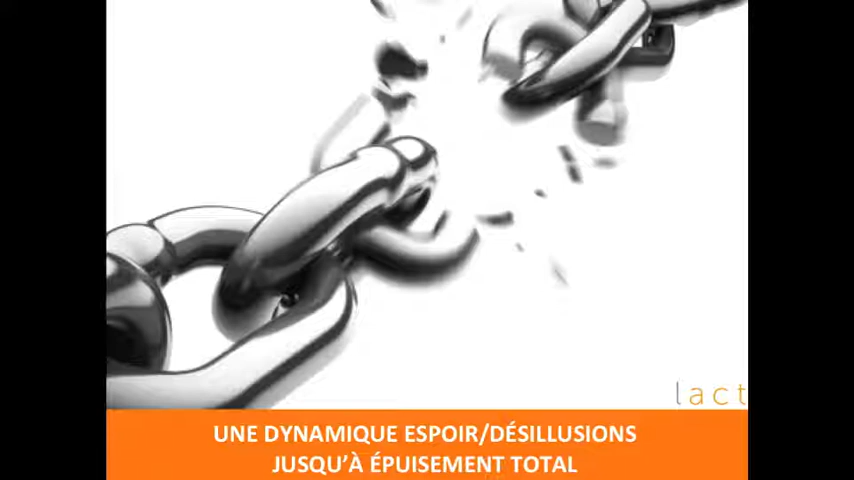 lact
UNE DYNAMIQUE ESPOIR/DÉSILLUSIONS
JUSQU'À ÉPUISEMENT TOTAL